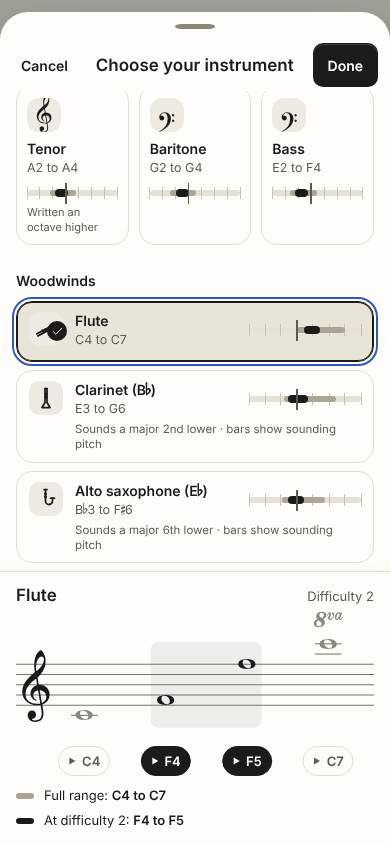 Cancel
Choose your instrument
Done
Tenor
A2 to A4
Written an
octave higher
Baritone
G2 to G4
Bass
E2 to F4
Woodwinds
Flute
C4 to C7
Clarinet (B♭)
E3 to G6
Sounds a major 2nd lower · bars show sounding
pitch
Alto saxophone (E♭)
B♭3 to F♯6
Sounds a major 6th lower · bars show sounding
pitch
Flute
Difficulty 2
8va
C4
F4
F5
C7
Full range: C4 to C7
At difficulty 2: F4 to F5